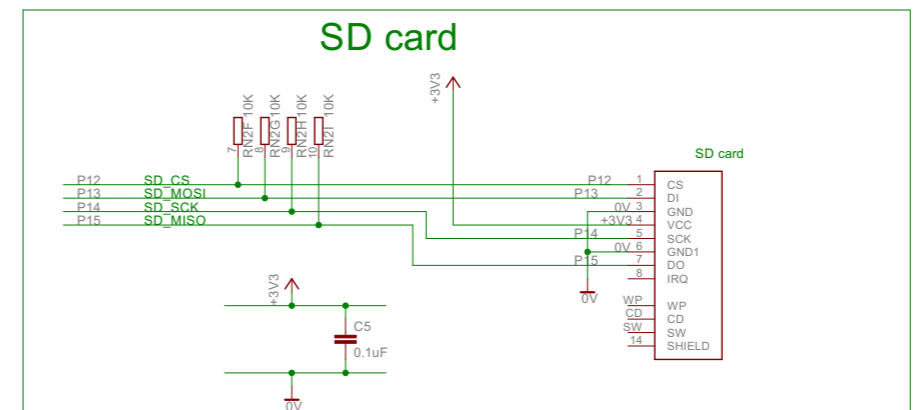 SD card
+3V3
RN2F 10K
RN2G 10K
RN2H 10K
RN2I 10K
7
8
9
10
SD card
P12 SD_CS P12 1 CS
P13 SD_MOSI P13 2 DI
0V 3 GND
P14 SD_SCK
+3V3 4 VCC
P15 SD_MISO
P14 5 SCK
0V 6 GND1
P15 7 DO
8 IRQ
+3V3
0V
WP WP
CD CD
SW SW
14 SHIELD
C5
0.1uF
0V